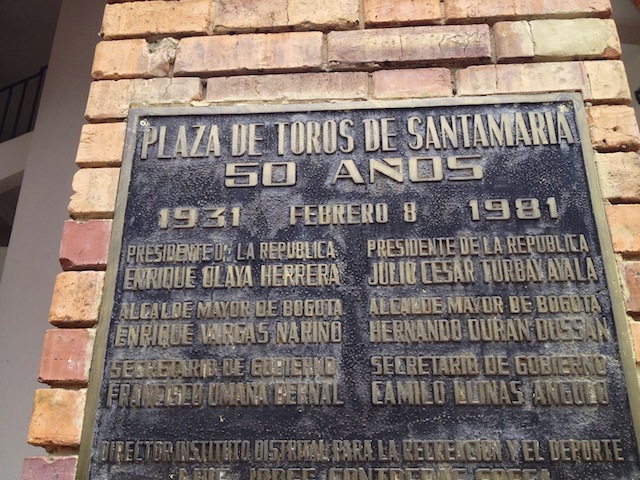 PLAZA DE TOROS DE SANTAMARIA
50 AÑOS
1931 FEBRERO 8 1981
PRESIDENTE DE LA REPUBLICA
ENRIQUE OLAYA HERRERA
ALCALDE MAYOR DE BOGOTA
ENRIQUE VARGAS NARIÑO
SECRETARIO DE GOBIERNO
FRANCISCO UMAÑA BERNAL
PRESIDENTE DE LA REPUBLICA
JULIO CESAR TURBAY AYALA
ALCALDE MAYOR DE BOGOTA
HERNANDO DURAN DUSSAN
SECRETARIO DE GOBIERNO
CAMILO LLINAS ANGULO
DIRECTOR INSTITUTO DISTRITAL PARA LA RECREACION Y EL DEPORTE
JORGE